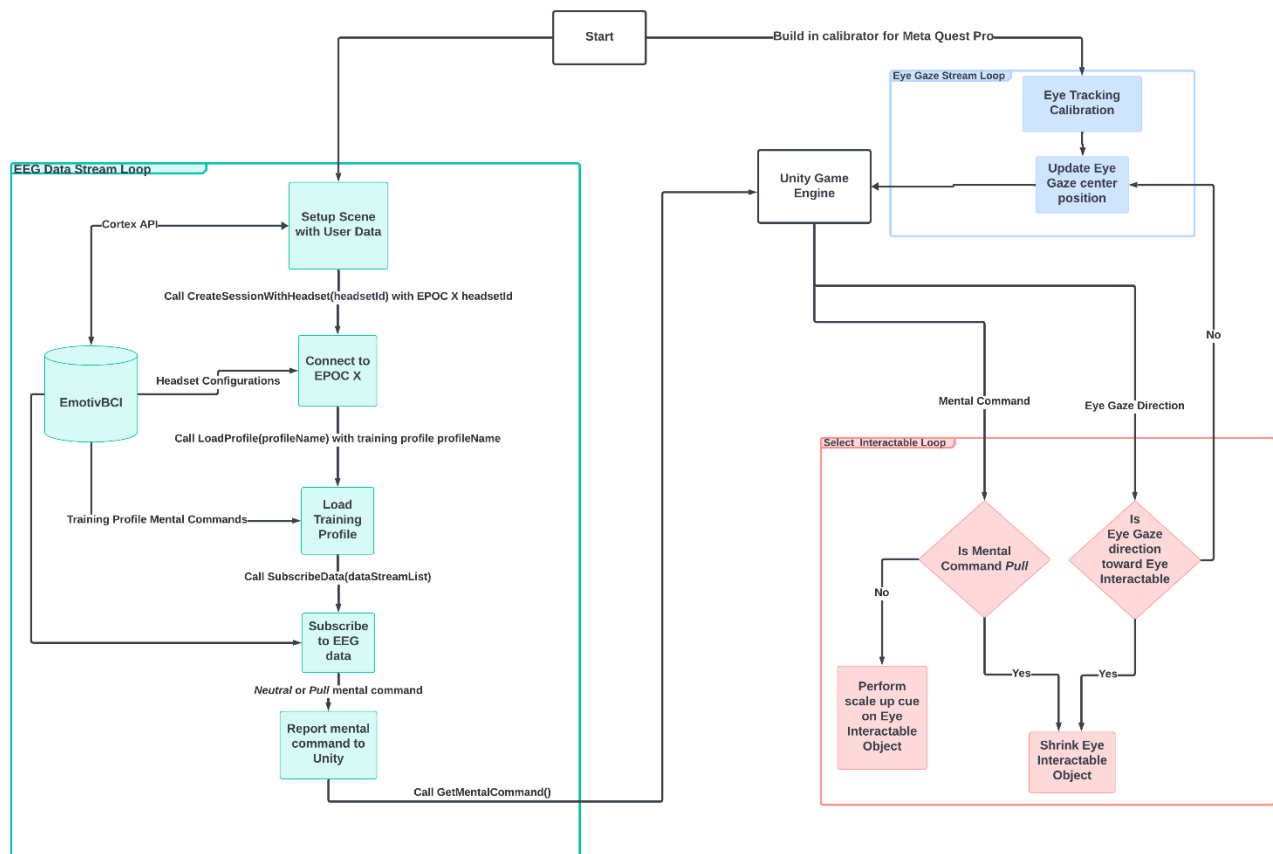 Start
Build in calibrator for Meta Quest Pro
Eye Gaze Stream Loop
Eye Tracking
Calibration
Update Eye
Gaze center
position
Unity Game
Engine
EEG Data Stream Loop
Setup Scene
with User Data
Cortex API
Call CreateSessionWithHeadset(headsetId) with EPOC X headsetId
Connect to
EPOC X
EmotivBCI
Headset Configurations
Call LoadProfile(profileName) with training profile profileName
Load
Training
Profile
Training Profile Mental Commands
Call SubscribeData(dataStreamList)
Subscribe
to EEG
data
Neutral or Pull mental command
Report mental
command to
Unity
Call GetMentalCommand()
No
Mental Command
Eye Gaze Direction
Select Interactable Loop
Is Mental
Command Pull
Is
Eye Gaze
direction
toward Eye
Interactable
No
Yes
Yes
Perform
scale up cue
on Eye
Interactable
Object
Shrink Eye
Interactable
Object